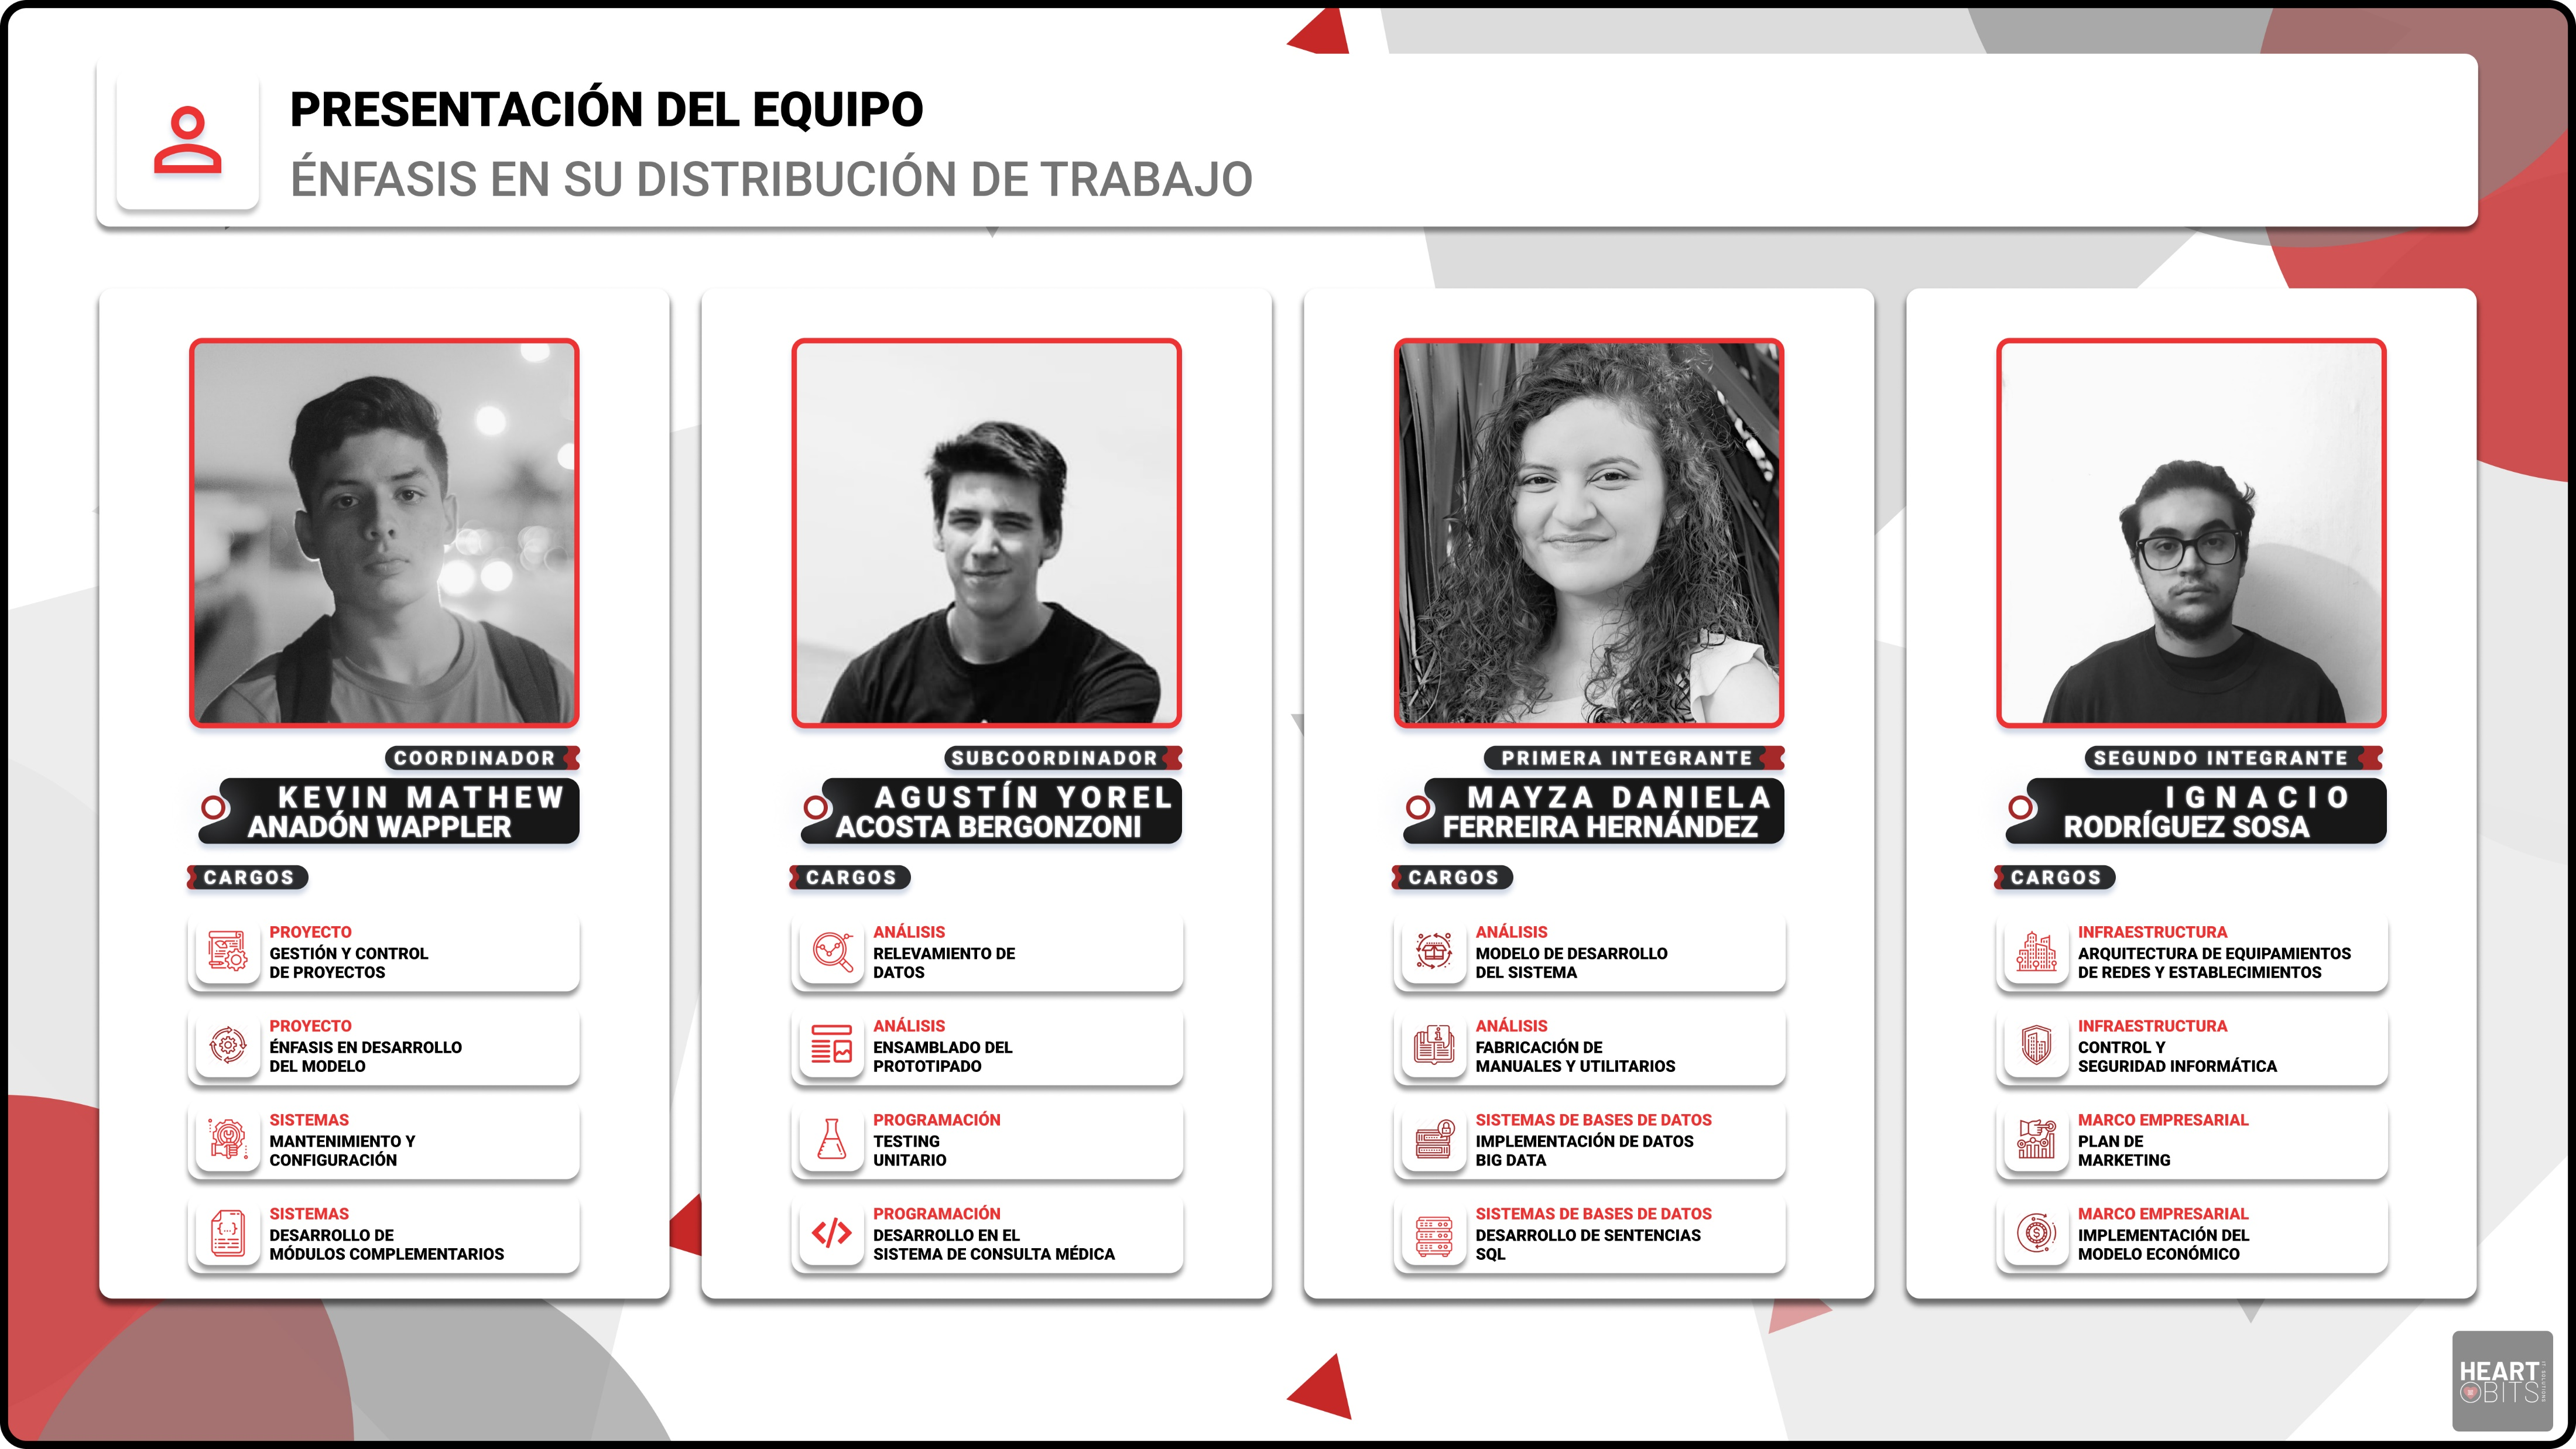 PRESENTACIÓN DEL EQUIPO
ÉNFASIS EN SU DISTRIBUCIÓN DE TRABAJO
COORDINADOR
KEVIN MATHEW
ANADÓN WAPPLER
CARGOS
PROYECTO
GESTIÓN Y CONTROL
DE PROYECTOS
PROYECTO
ÉNFASIS EN DESARROLLO
DEL MODELO
SISTEMAS
MANTENIMIENTO Y
CONFIGURACIÓN
SISTEMAS
DESARROLLO DE
MÓDULOS COMPLEMENTARIOS
SUBCOORDINADOR
AGUSTÍN YOREL
ACOSTA BERGONZONI
CARGOS
ANÁLISIS
RELEVAMIENTO DE
DATOS
ANÁLISIS
ENSAMBLADO DEL
PROTOTIPADO
PROGRAMACIÓN
TESTING
UNITARIO
PROGRAMACIÓN
DESARROLLO EN EL
SISTEMA DE CONSULTA MÉDICA
PRIMERA INTEGRANTE
MAYZA DANIELA
FERREIRA HERNÁNDEZ
CARGOS
ANÁLISIS
MODELO DE DESARROLLO
DEL SISTEMA
ANÁLISIS
FABRICACIÓN DE
MANUALES Y UTILITARIOS
SISTEMAS DE BASES DE DATOS
IMPLEMENTACIÓN DE DATOS
BIG DATA
SISTEMAS DE BASES DE DATOS
DESARROLLO DE SENTENCIAS
SQL
SEGUNDO INTEGRANTE
IGNACIO
RODRÍGUEZ SOSA
CARGOS
INFRAESTRUCTURA
ARQUITECTURA DE EQUIPAMIENTOS
DE REDES Y ESTABLECIMIENTOS
INFRAESTRUCTURA
CONTROL Y
SEGURIDAD INFORMÁTICA
MARCO EMPRESARIAL
PLAN DE
MARKETING
MARCO EMPRESARIAL
IMPLEMENTACIÓN DEL
MODELO ECONÓMICO
HEART
BITS
IT SOLUTIONS